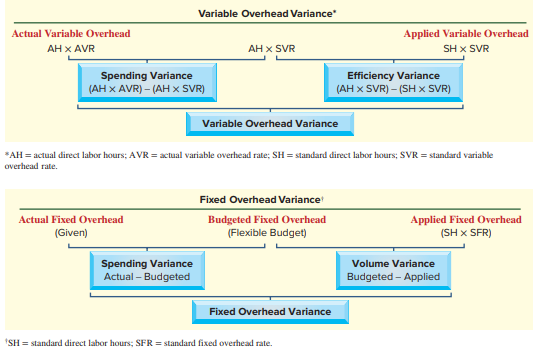 Variable Overhead Variance*
Actual Variable Overhead Applied Variable Overhead
AH × AVR AH × SVR SH × SVR
Spending Variance Efficiency Variance
(AH × AVR) – (AH × SVR) (AH × SVR) – (SH × SVR)
Variable Overhead Variance
*AH = actual direct labor hours; AVR = actual variable overhead rate; SH = standard direct labor hours; SVR = standard variable
overhead rate.
Fixed Overhead Variance†
Actual Fixed Overhead Budgeted Fixed Overhead Applied Fixed Overhead
(Given) (Flexible Budget) (SH × SFR)
Spending Variance Volume Variance
Actual – Budgeted Budgeted – Applied
Fixed Overhead Variance
†SH = standard direct labor hours; SFR = standard fixed overhead rate.